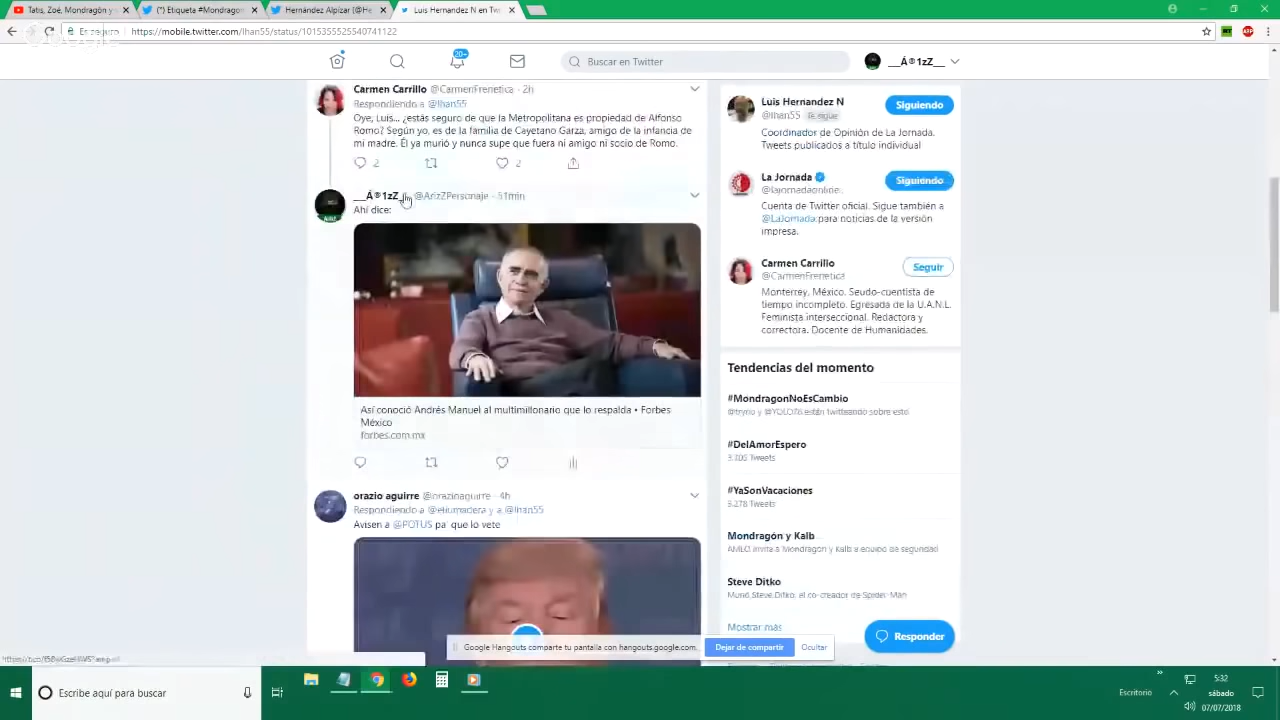 Tatis, Zoé, Mondragón y
(*) Etiqueta #Mondragon
Hernández Alpízar (@He
Luis Hernandez N en Tw
Es seguro
https://mobile.twitter.com/lhan55/status/1015355525540741122
20+
Buscar en Twitter
__Á®1zZ__
Carmen Carrillo @CarmenFrenetica · 2h
Respondiendo a @lhan55
Oye, Luis... ¿estás seguro de que la Metropolitana es propiedad de Alfonso
Romo? Según yo, es de la familia de Cayetano Garza, amigo de la infancia de
mi madre. Él ya murió y nunca supe que fuera ni amigo ni socio de Romo.
2
2
__Á®1zZ__ @ArizZPersonaje · 51min
Ahí dice:
Así conoció Andrés Manuel al multimillonario que lo respalda • Forbes
México
forbes.com.mx
orazio aguirre @orazioaguirre · 4h
Respondiendo a @elfumadera y a @lhan55
Avisen a @POTUS pa' que lo vete
Luis Hernandez N
@lhan55 Te sigue
Siguiendo
Coordinador de Opinión de La Jornada.
Tweets publicados a título individual
La Jornada
@lajornadaonline
Siguiendo
Cuenta de Twitter oficial. Sigue también a
@LaJornada para noticias de la versión
impresa.
Carmen Carrillo
@CarmenFrenetica
Seguir
Monterrey, México. Seudo-cuentista de
tiempo incompleto. Egresada de la U.A.N.L.
Feminista interseccional. Redactora y
correctora. Docente de Humanidades.
Tendencias del momento
#MondragonNoEsCambio
están twitteando sobre esto
#DelAmorEspero
Tweets
#YaSonVacaciones
3.278 Tweets
Mondragón y Kalb
AMLO invita a Mondragón y Kalb a equipo de seguridad
Steve Ditko
Murió Steve Ditko, el co-creador de Spider-Man
Mostrar más
Responder
Google Hangouts comparte tu pantalla con hangouts.google.com.
Dejar de compartir
Ocultar
Escribe aquí para buscar
Escritorio
5:32
sábado
07/07/2018